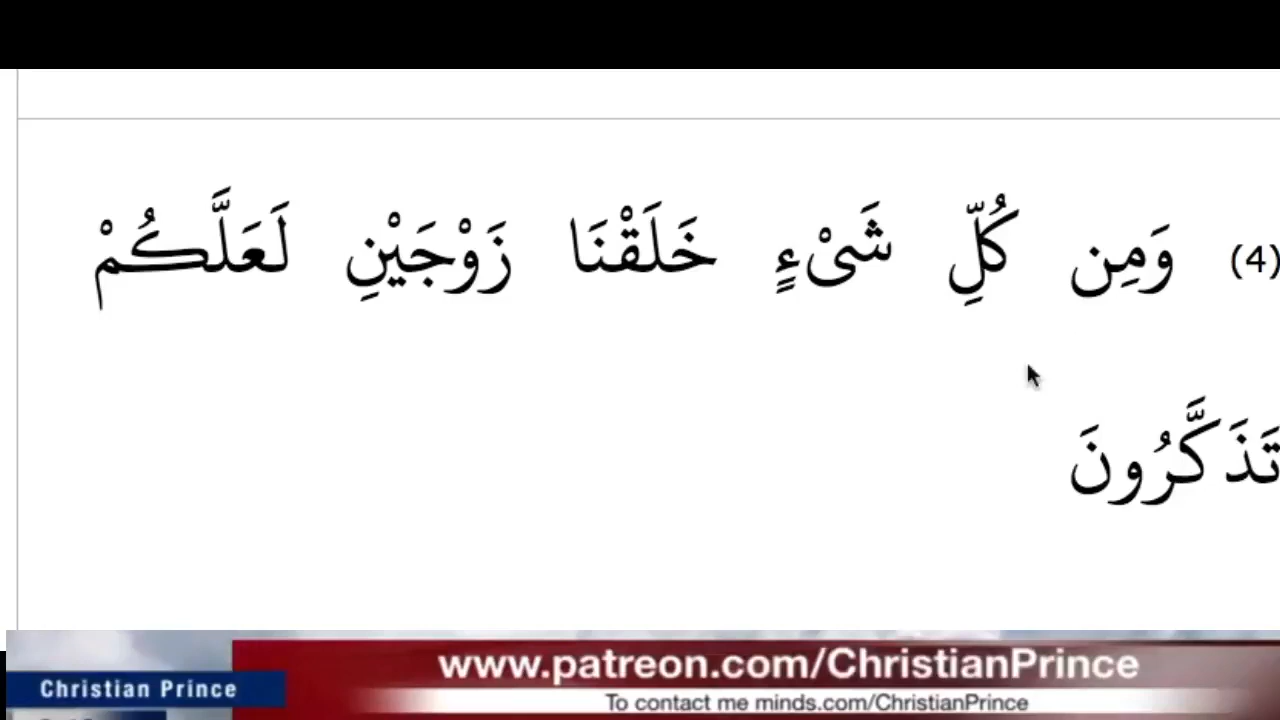 (4) وَمِن كُلِّ شَىْءٍ خَلَقْنَا زَوْجَيْنِ لَعَلَّكُمْ
تَذَكَّرُونَ
www.patreon.com/ChristianPrince
Christian Prince
To contact me minds.com/ChristianPrince